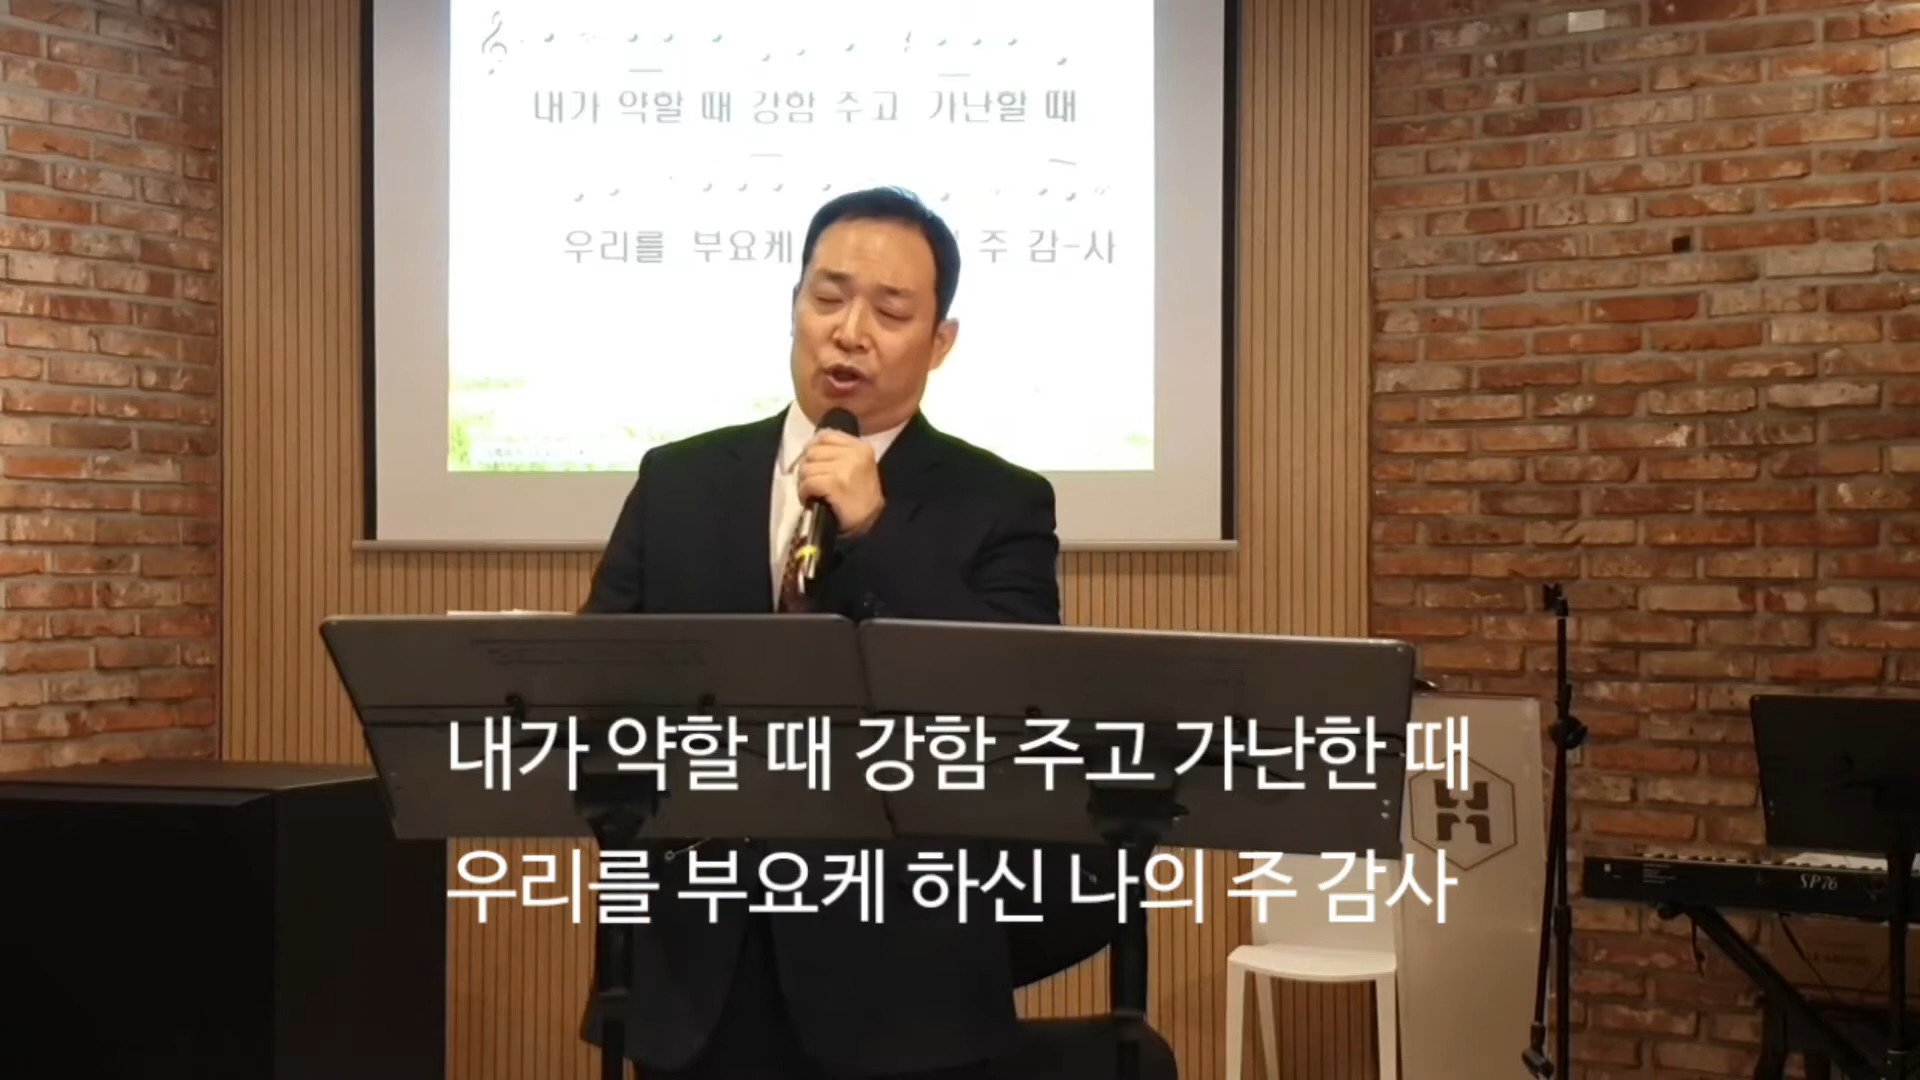 내가 약할 때 강함 주고 가난할 때
우리를 부요케 주 감-사
내가 약할 때 강함 주고 가난한 때
우리를 부요케 하신 나의 주 감사
SP76